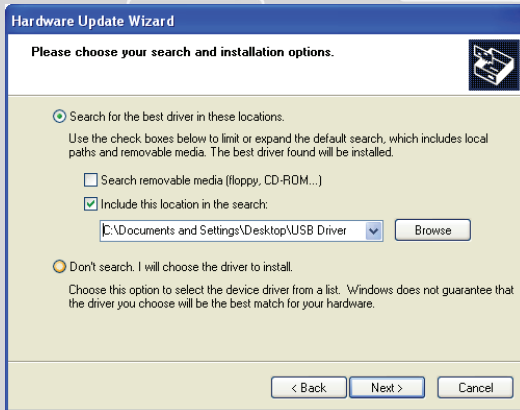 Hardware Update Wizard
Please choose your search and installation options.
Search for the best driver in these locations.
Use the check boxes below to limit or expand the default search, which includes local
paths and removable media. The best driver found will be installed.
Search removable media (floppy, CD-ROM...)
Include this location in the search:
C:\Documents and Settings\Desktop\USB Driver
Browse
Don't search. I will choose the driver to install.
Choose this option to select the device driver from a list. Windows does not guarantee that
the driver you choose will be the best match for your hardware.
< Back Next > Cancel